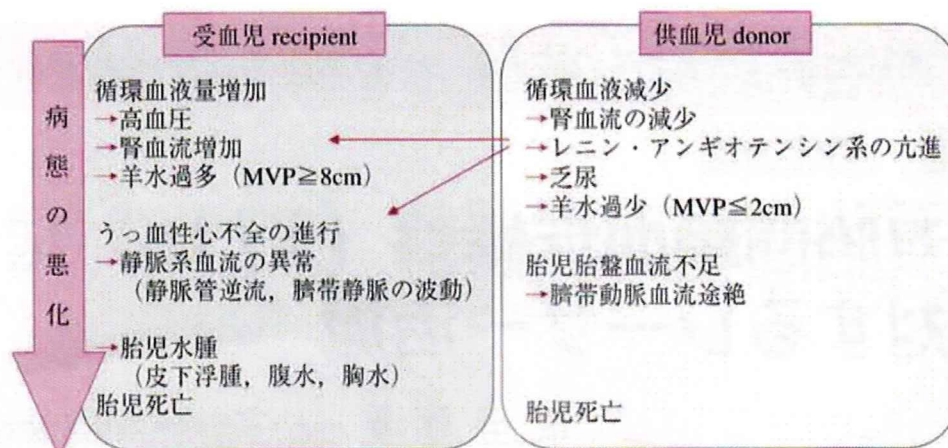 病態の悪化
受血児 recipient
循環血液量増加
→高血圧
→腎血流増加
→羊水過多（MVP≧8cm）
うっ血性心不全の進行
→静脈系血流の異常
（静脈管逆流，臍帯静脈の波動）
→胎児水腫
（皮下浮腫，腹水，胸水）
胎児死亡
供血児 donor
循環血液減少
→腎血流の減少
→レニン・アンギオテンシン系の亢進
→乏尿
→羊水過少（MVP≦2cm）
胎児胎盤血流不足
→臍帯動脈血流途絶
胎児死亡